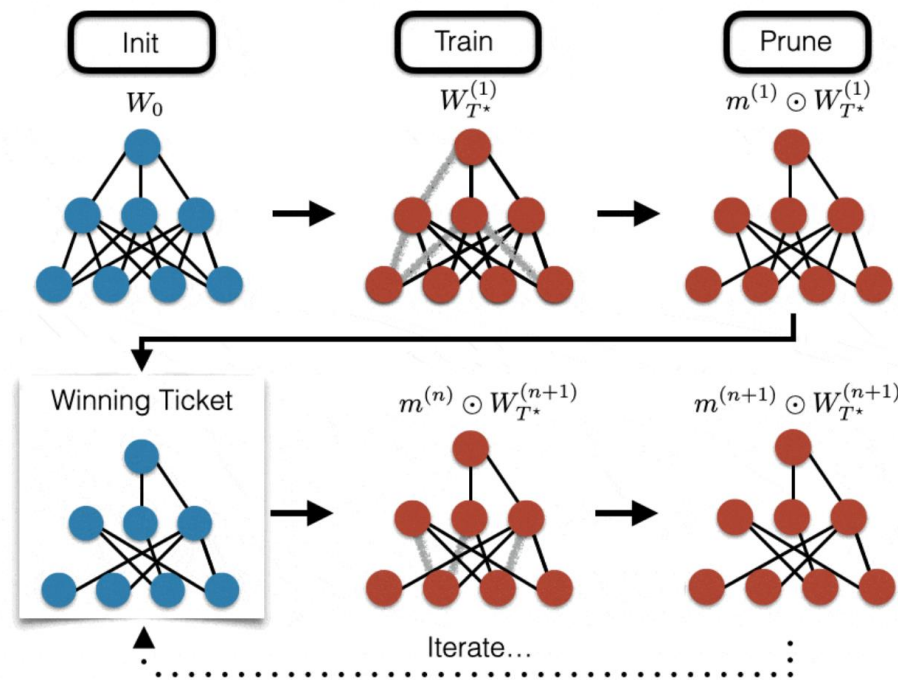 Init
Train
Prune
W_0
W_{T^⋆}^{(1)}
m^{(1)} ⊙ W_{T^⋆}^{(1)}
Winning Ticket
m^{(n)} ⊙ W_{T^⋆}^{(n+1)}
m^{(n+1)} ⊙ W_{T^⋆}^{(n+1)}
Iterate…